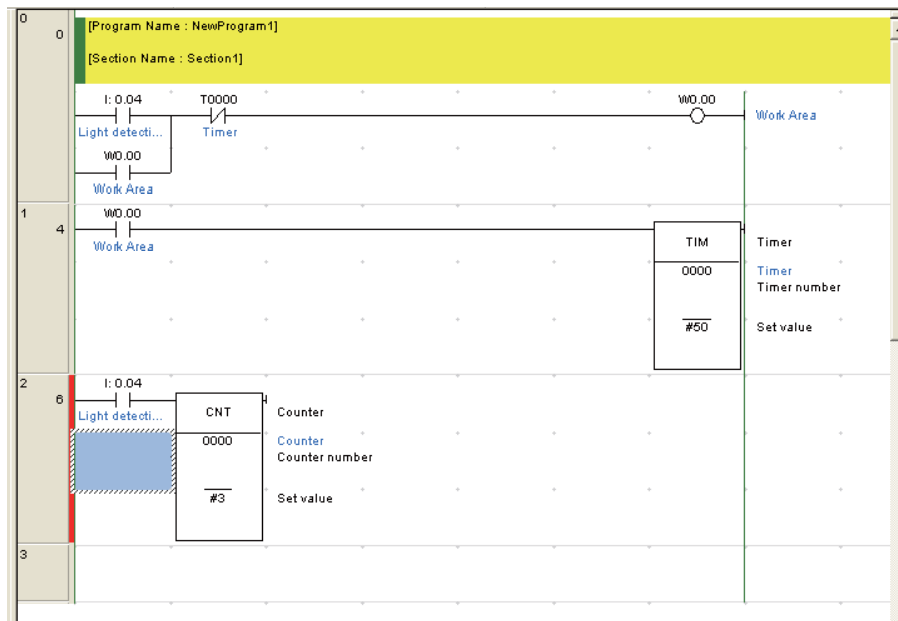 0
0
[Program Name : NewProgram1]
[Section Name : Section1]
I: 0.04
T0000
W0.00
Light detecti...
Timer
Work Area
W0.00
Work Area
1
4
W0.00
Work Area
TIM
Timer
0000
Timer
Timer number
#50
Set value
2
6
I: 0.04
Light detecti...
CNT
Counter
0000
Counter
Counter number
#3
Set value
3